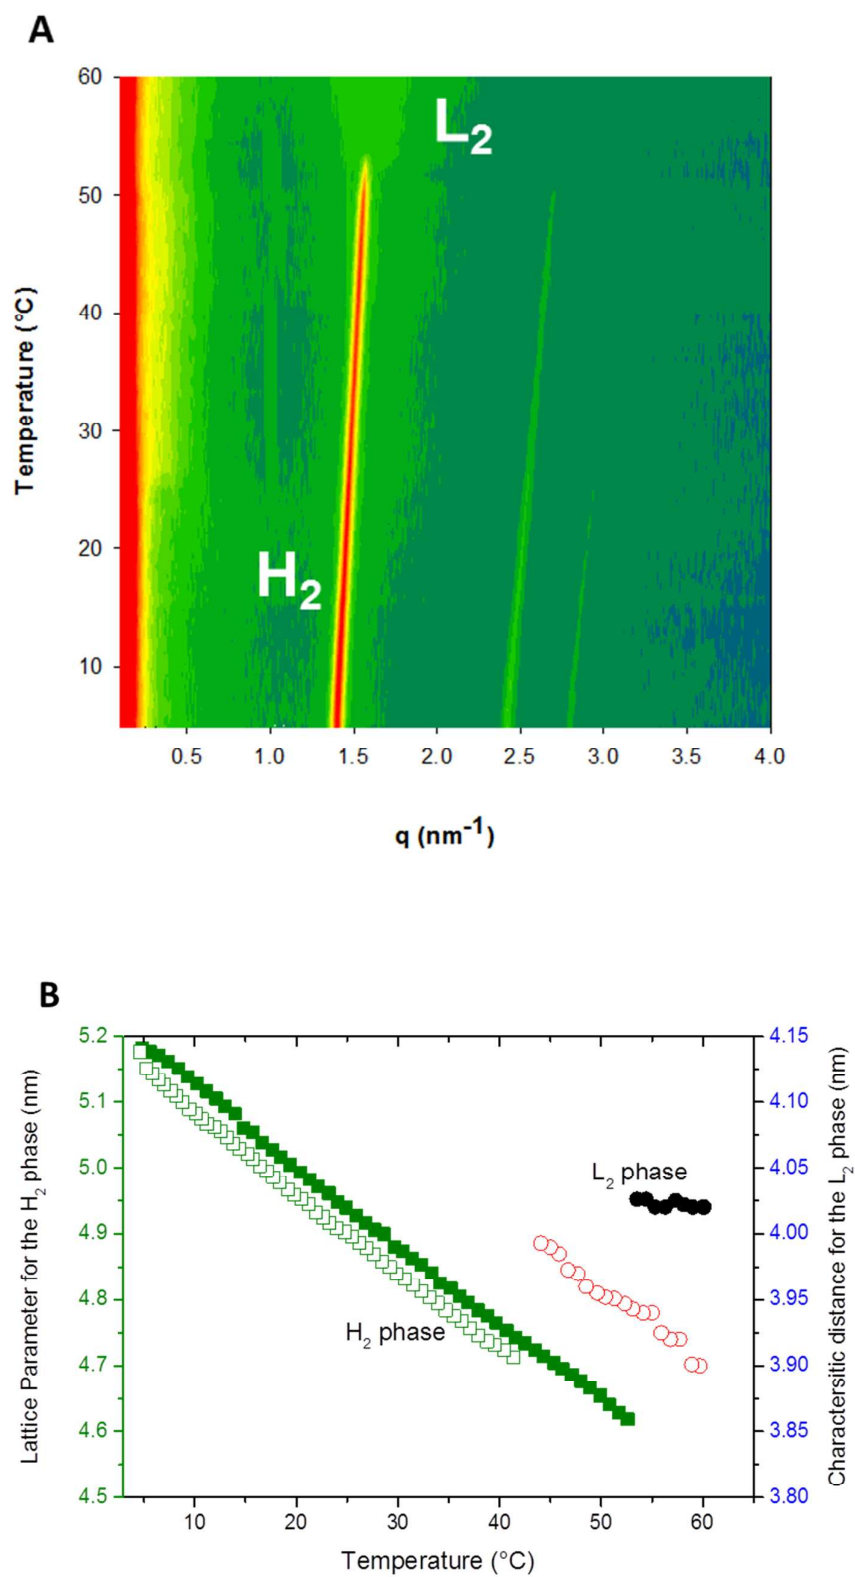 A
60
50
40
30
20
10
Temperature (°C)
L2
H2
0.5 1.0 1.5 2.0 2.5 3.0 3.5 4.0
q (nm-1)
B
5.2
5.1
5.0
4.9
4.8
4.7
4.6
4.5
Lattice Parameter for the H2 phase (nm)
L2 phase
H2 phase
4.15
4.10
4.05
4.00
3.95
3.90
3.85
3.80
Charactersitic distance for the L2 phase (nm)
10 20 30 40 50 60
Temperature (°C)